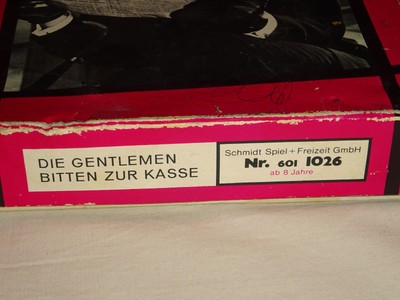 DIE GENTLEMEN
BITTEN ZUR KASSE
Schmidt Spiel + Freizeit GmbH
Nr. 601 1026
ab 8 Jahre